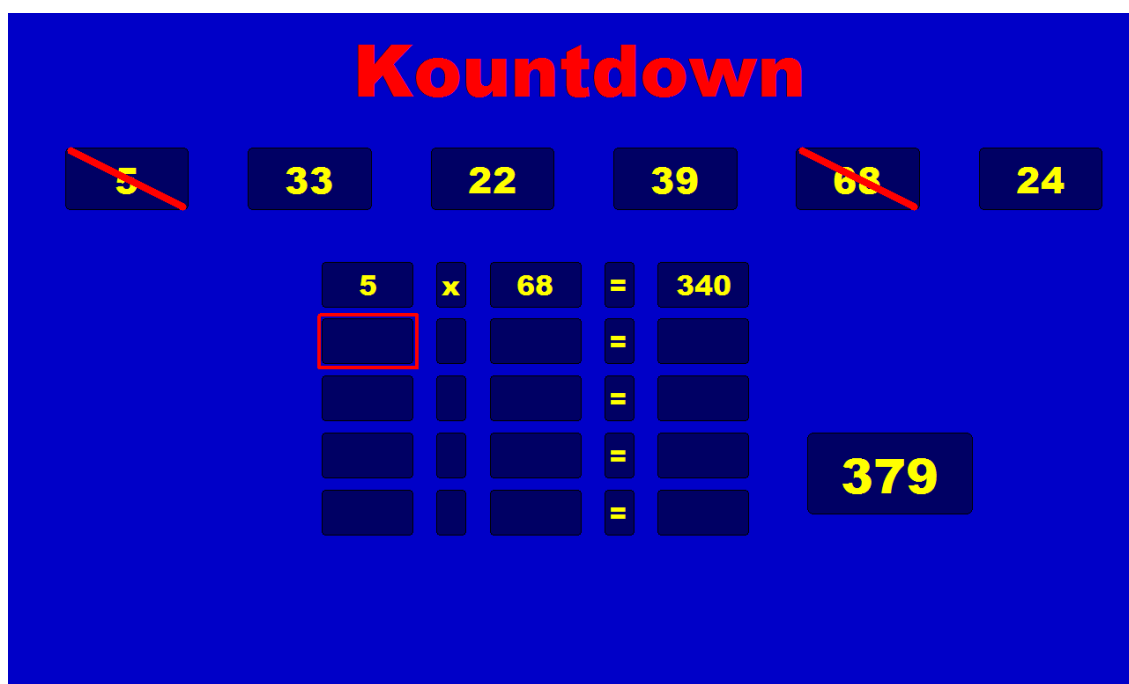 Kountdown
5 33 22 39 68 24
5 x 68 = 340
=
=
=
=
379